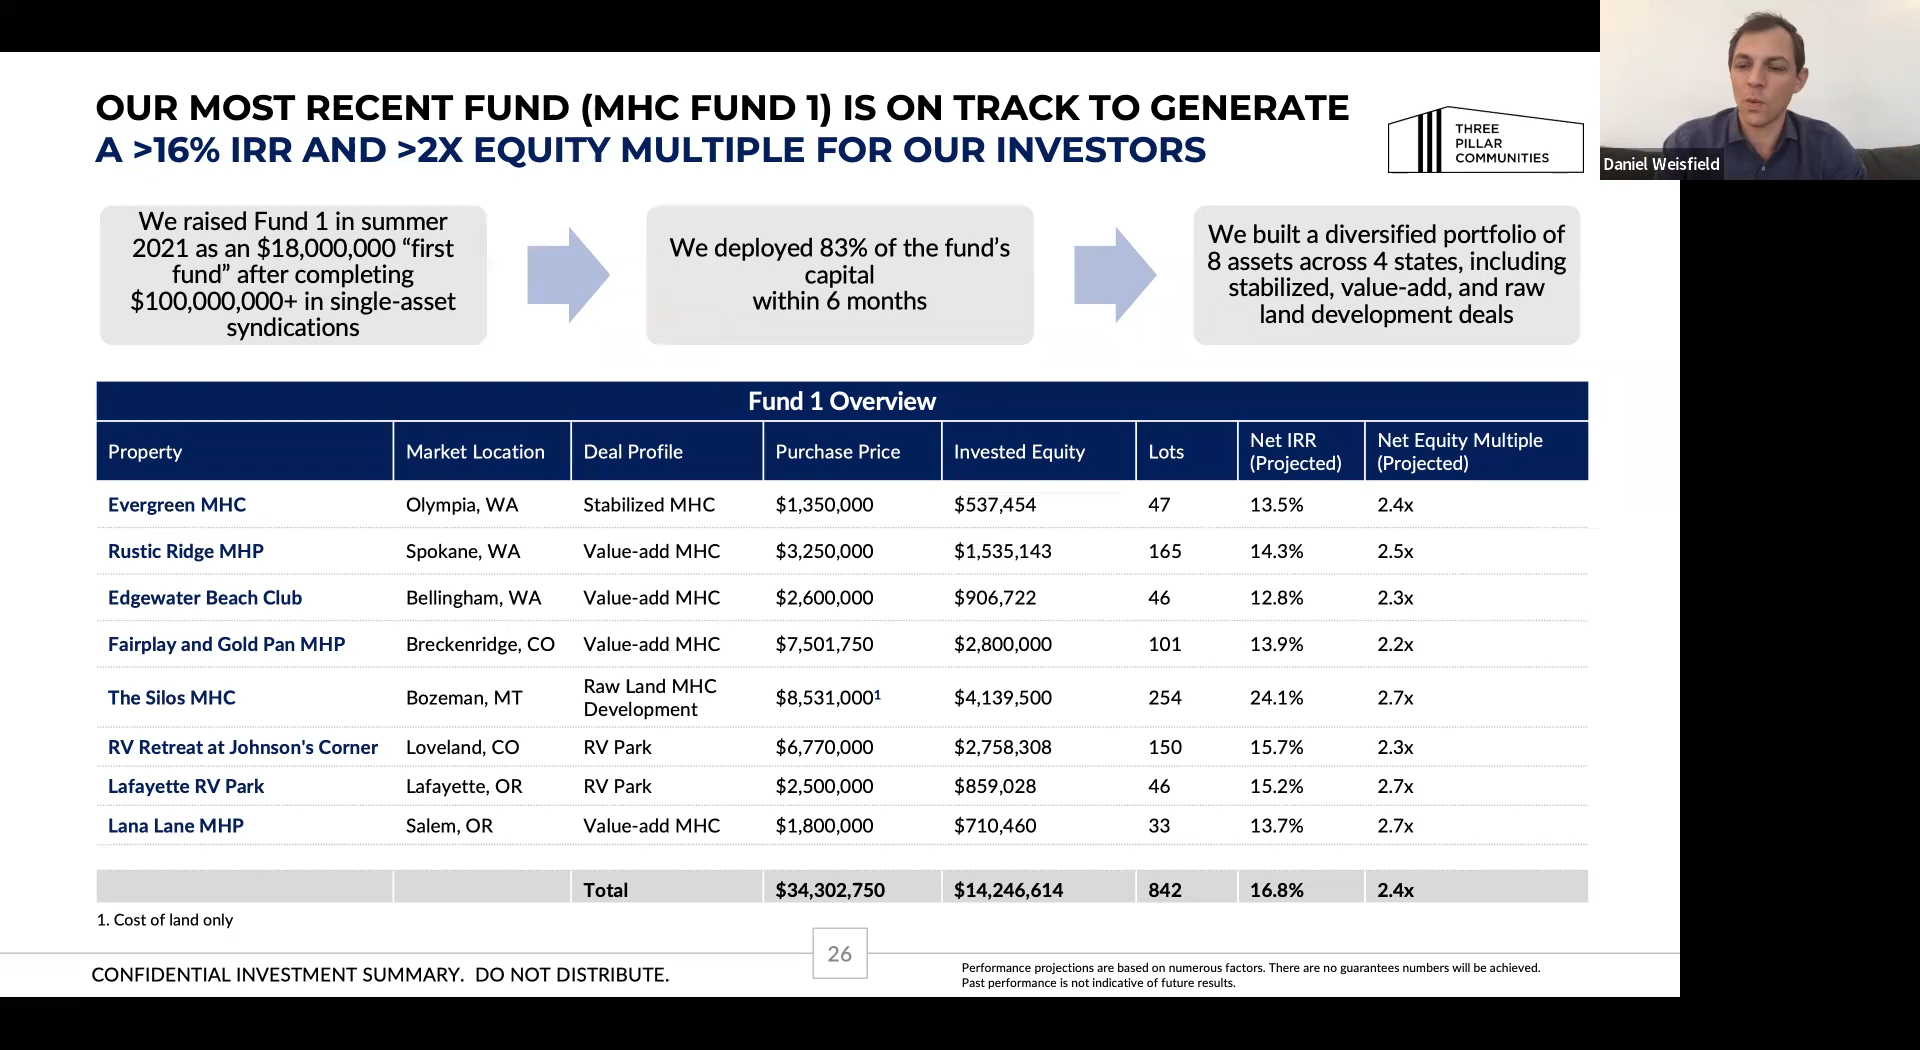 OUR MOST RECENT FUND (MHC FUND 1) IS ON TRACK TO GENERATE
A >16% IRR AND >2X EQUITY MULTIPLE FOR OUR INVESTORS
THREE
PILLAR
COMMUNITIES
Daniel Weisfield
We raised Fund 1 in summer
2021 as an $18,000,000 “first
fund” after completing
$100,000,000+ in single-asset
syndications
We deployed 83% of the fund’s
capital
within 6 months
We built a diversified portfolio of
8 assets across 4 states, including
stabilized, value-add, and raw
land development deals
Fund 1 Overview
Property Market Location Deal Profile Purchase Price Invested Equity Lots Net IRR (Projected) Net Equity Multiple (Projected)
Evergreen MHC Olympia, WA Stabilized MHC $1,350,000 $537,454 47 13.5% 2.4x
Rustic Ridge MHP Spokane, WA Value-add MHC $3,250,000 $1,535,143 165 14.3% 2.5x
Edgewater Beach Club Bellingham, WA Value-add MHC $2,600,000 $906,722 46 12.8% 2.3x
Fairplay and Gold Pan MHP Breckenridge, CO Value-add MHC $7,501,750 $2,800,000 101 13.9% 2.2x
The Silos MHC Bozeman, MT Raw Land MHC Development $8,531,000¹ $4,139,500 254 24.1% 2.7x
RV Retreat at Johnson's Corner Loveland, CO RV Park $6,770,000 $2,758,308 150 15.7% 2.3x
Lafayette RV Park Lafayette, OR RV Park $2,500,000 $859,028 46 15.2% 2.7x
Lana Lane MHP Salem, OR Value-add MHC $1,800,000 $710,460 33 13.7% 2.7x
Total $34,302,750 $14,246,614 842 16.8% 2.4x
1. Cost of land only
26
CONFIDENTIAL INVESTMENT SUMMARY. DO NOT DISTRIBUTE.
Performance projections are based on numerous factors. There are no guarantees numbers will be achieved.
Past performance is not indicative of future results.